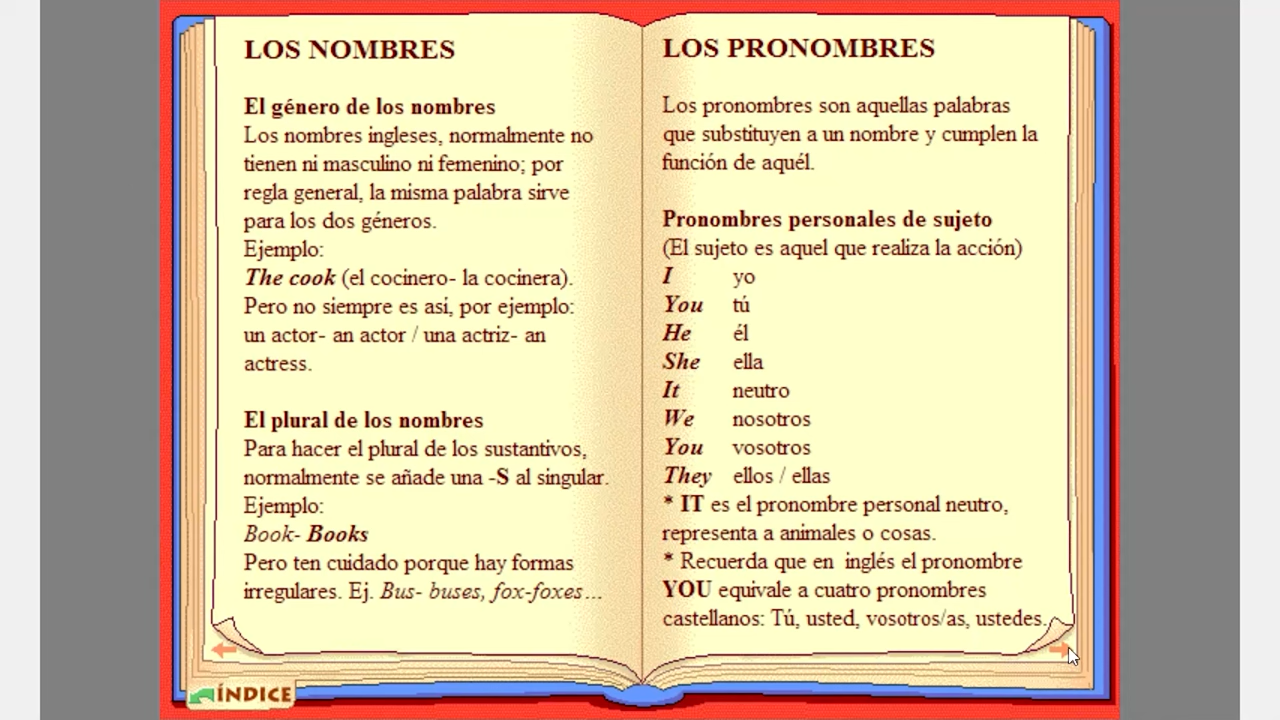 LOS NOMBRES
El género de los nombres
Los nombres ingleses, normalmente no
tienen ni masculino ni femenino; por
regla general, la misma palabra sirve
para los dos géneros.
Ejemplo:
The cook (el cocinero- la cocinera).
Pero no siempre es así, por ejemplo:
un actor- an actor / una actriz- an
actress.
El plural de los nombres
Para hacer el plural de los sustantivos,
normalmente se añade una -S al singular.
Ejemplo:
Book- Books
Pero ten cuidado porque hay formas
irregulares. Ej. Bus- buses, fox-foxes...
LOS PRONOMBRES
Los pronombres son aquellas palabras
que substituyen a un nombre y cumplen la
función de aquél.
Pronombres personales de sujeto
(El sujeto es aquel que realiza la acción)
I yo
You tú
He él
She ella
It neutro
We nosotros
You vosotros
They ellos / ellas
* IT es el pronombre personal neutro,
representa a animales o cosas.
* Recuerda que en inglés el pronombre
YOU equivale a cuatro pronombres
castellanos: Tú, usted, vosotros/as, ustedes.
ÍNDICE